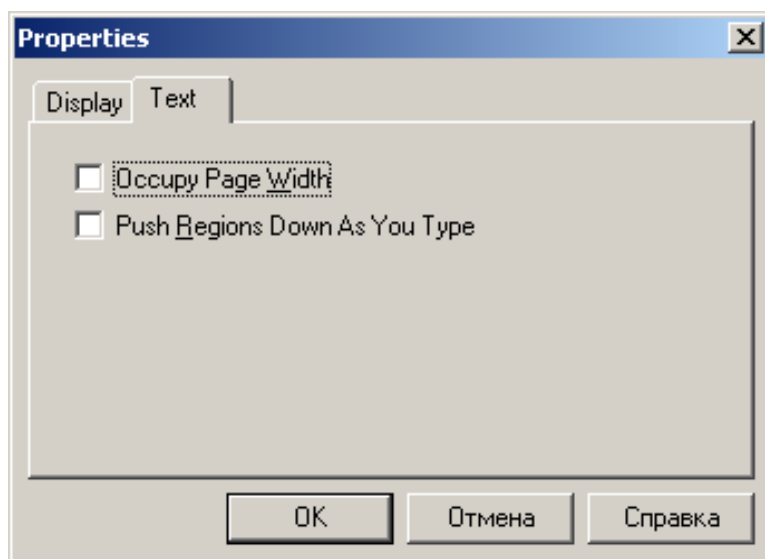 Properties
Display Text
Occupy Page Width
Push Regions Down As You Type
OK Отмена Справка